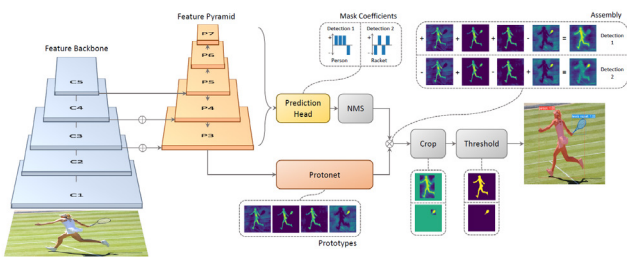 Feature Backbone
Feature Pyramid
Mask Coefficients
Assembly
P7
P6
P5
P4
P3
C5
C4
C3
C2
C1
Detection 1
Detection 2
+
-
Person
Racket
+ + + - = Detection 1
- + + + = Detection 2
Prediction Head
NMS
Crop
Threshold
Protonet
Prototypes